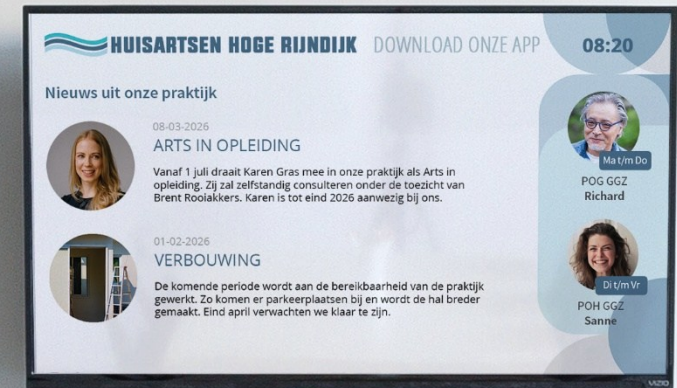 HUISARTSEN HOGE RIJNDIJK DOWNLOAD ONZE APP 08:20
Nieuws uit onze praktijk
08-03-2026
ARTS IN OPLEIDING
Vanaf 1 juli draait Karen Gras mee in onze praktijk als Arts in
opleiding. Zij zal zelfstandig consulteren onder de toezicht van
Brent Rooiakkers. Karen is tot eind 2026 aanwezig bij ons.
01-02-2026
VERBOUWING
De komende periode wordt aan de bereikbaarheid van de praktijk
gewerkt. Zo komen er parkeerplaatsen bij en wordt de hal breder
gemaakt. Eind april verwachten we klaar te zijn.
Ma t/m Do
POG GGZ
Richard
Di t/m Vr
POH GGZ
Sanne
VIZIO